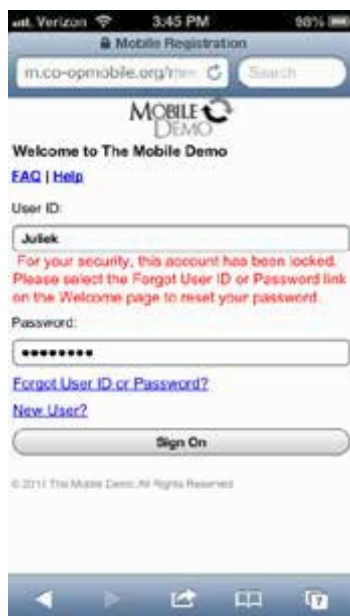 Verizon 3:45 PM 98%
Mobile Registration
m.co-opmobile.org/ Search
MOBILE
DEMO
Welcome to The Mobile Demo
FAQ | Help
User ID:
Juliek
For your security, this account has been locked.
Please select the Forgot User ID or Password link
on the Welcome page to reset your password.
Password:
••••••••
Forgot User ID or Password?
New User?
Sign On
© 2011 The Mobile Demo. All Rights Reserved
7